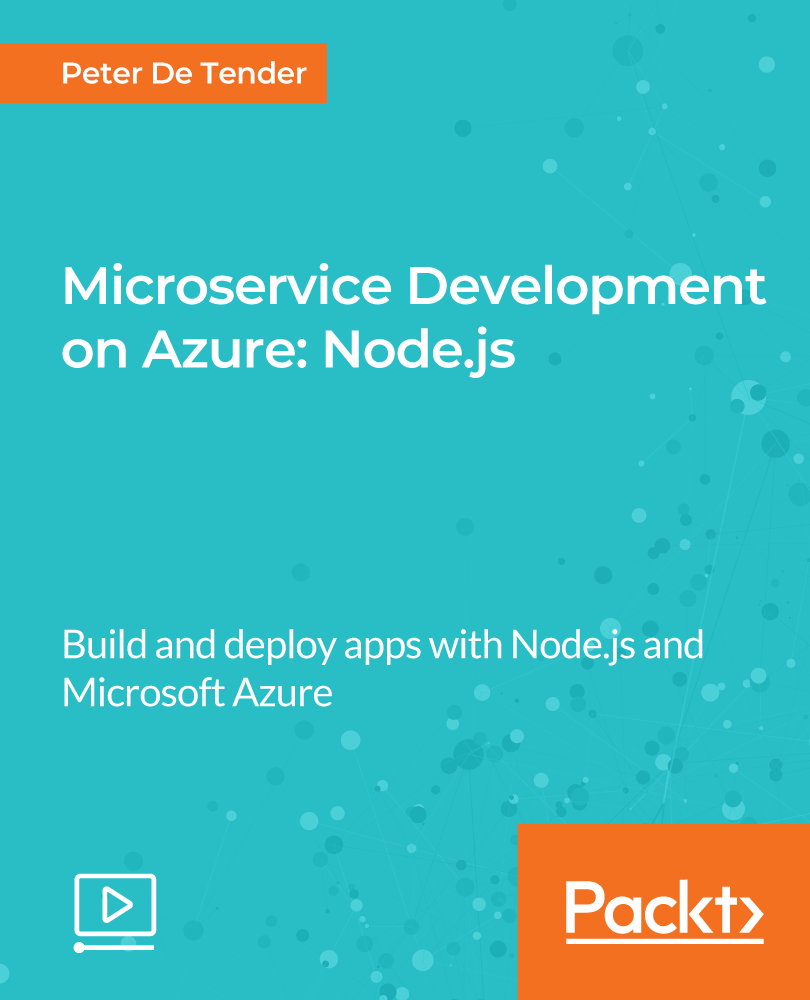 Peter De Tender
Microservice Development
on Azure: Node.js
Build and deploy apps with Node.js and
Microsoft Azure
Packt>